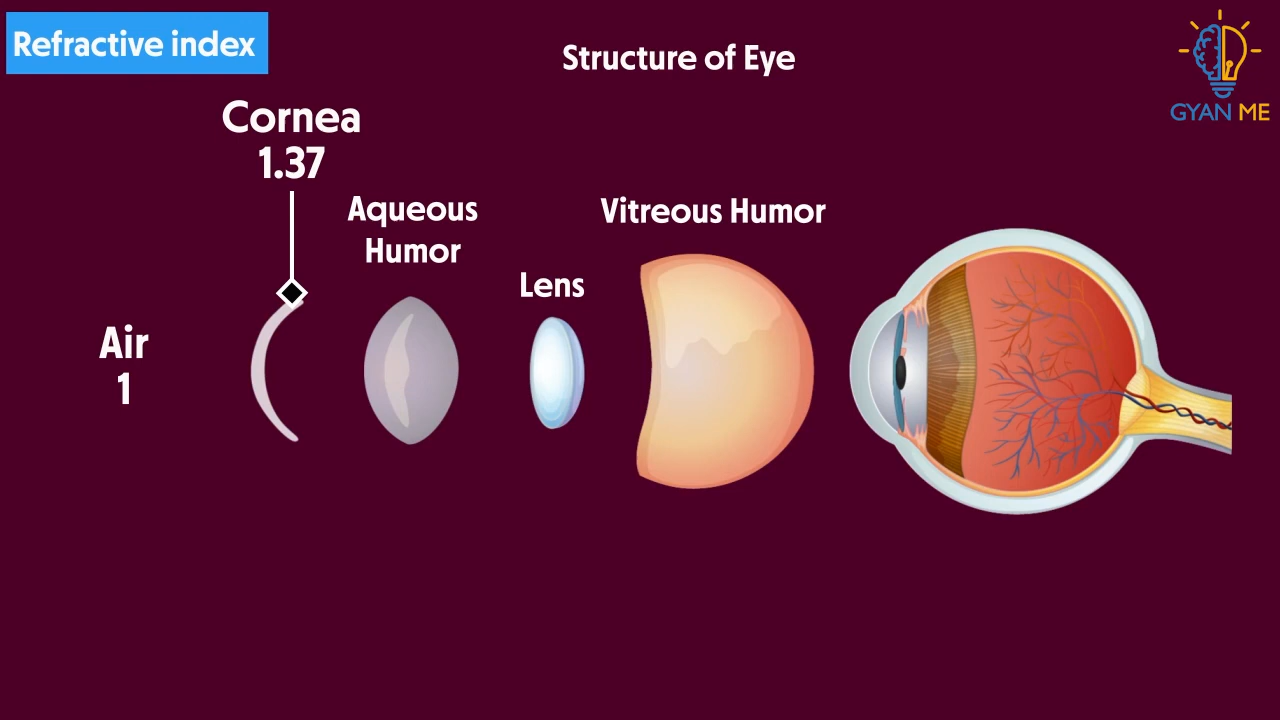 Refractive index
Structure of Eye
GYAN ME
Cornea
1.37
Aqueous
Humor
Vitreous Humor
Lens
Air
1